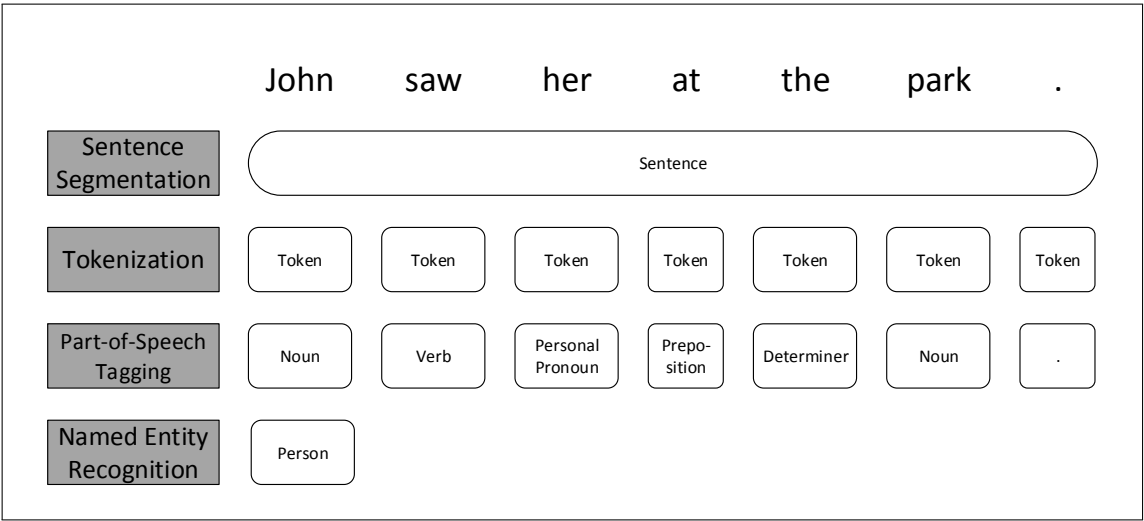 John saw her at the park .
Sentence
Segmentation
Sentence
Tokenization
Token Token Token Token Token Token Token
Part-of-Speech
Tagging
Noun Verb Personal
Pronoun Prepo-
sition Determiner Noun .
Named Entity
Recognition
Person